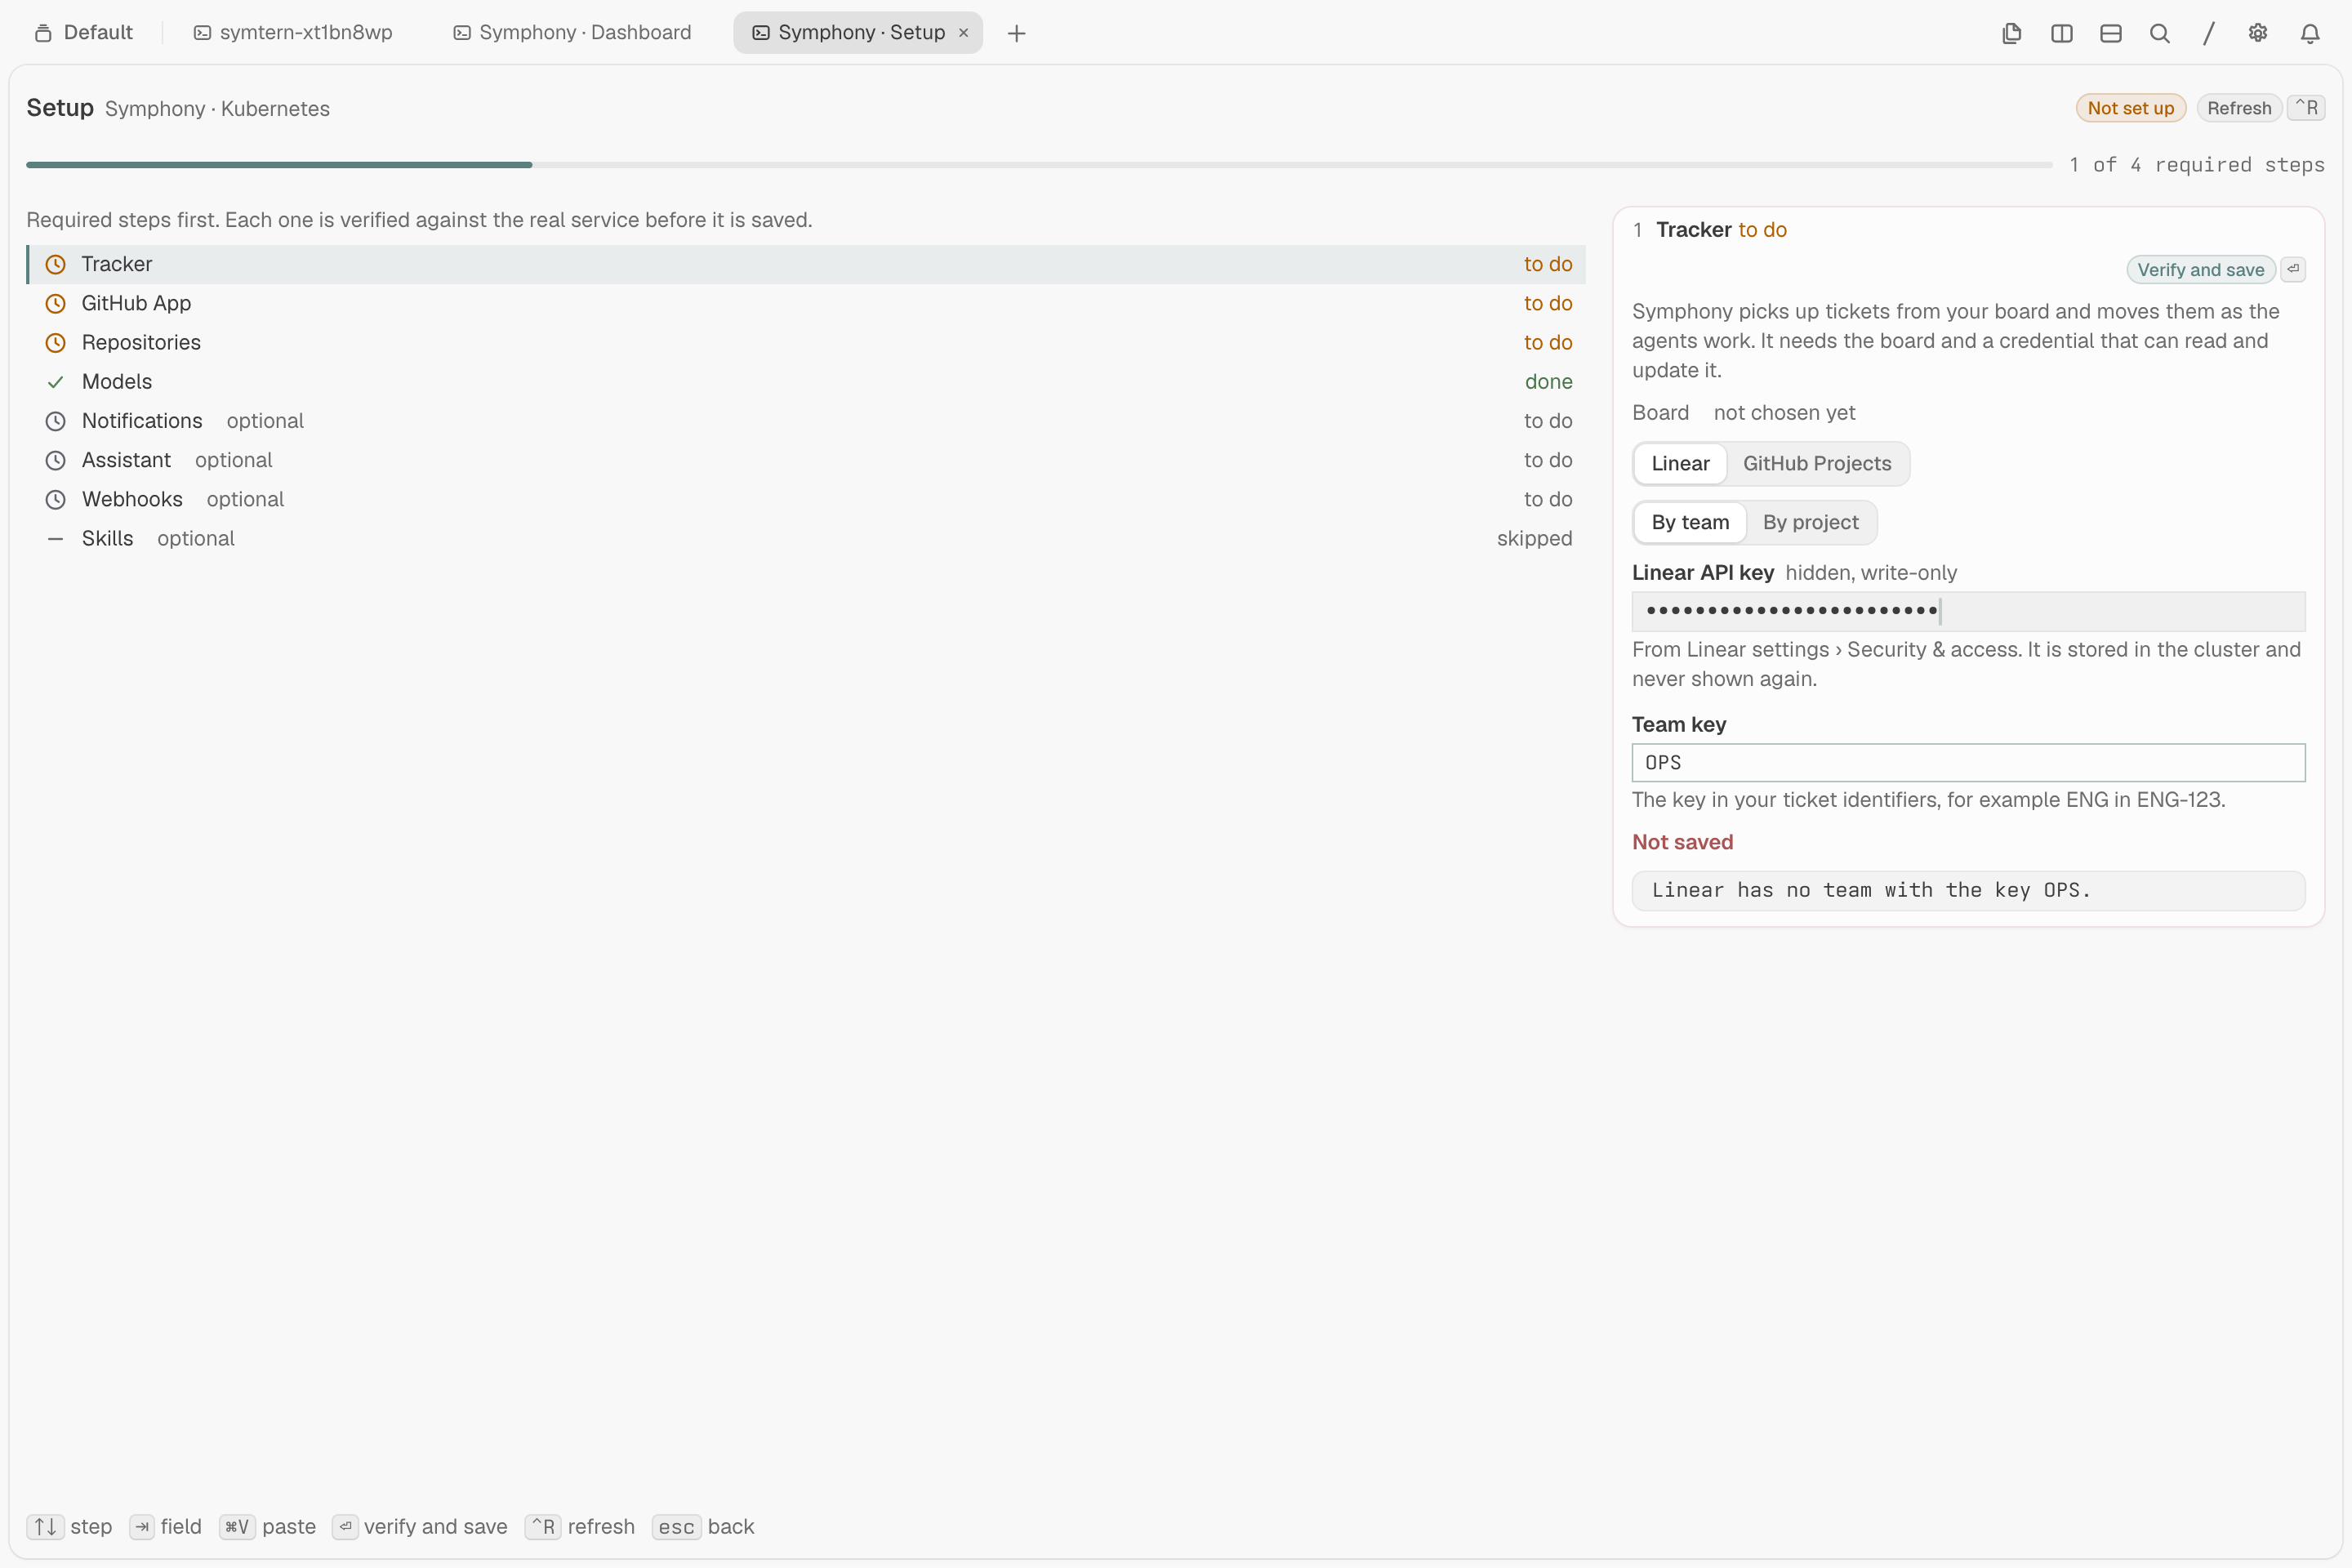 Default
symtern-xt1bn8wp
Symphony · Dashboard
Symphony · Setup ×
Setup Symphony · Kubernetes
Not set up Refresh ^R
1 of 4 required steps
Required steps first. Each one is verified against the real service before it is saved.
Tracker to do
GitHub App to do
Repositories to do
Models done
Notifications optional to do
Assistant optional to do
Webhooks optional to do
Skills optional skipped
1 Tracker to do
Verify and save ⏎
Symphony picks up tickets from your board and moves them as the
agents work. It needs the board and a credential that can read and
update it.
Board not chosen yet
Linear GitHub Projects
By team By project
Linear API key hidden, write-only
••••••••••••••••••••••••
From Linear settings › Security & access. It is stored in the cluster and
never shown again.
Team key
OPS
The key in your ticket identifiers, for example ENG in ENG-123.
Not saved
Linear has no team with the key OPS.
↑↓ step ⇥ field ⌘V paste ⏎ verify and save ^R refresh esc back